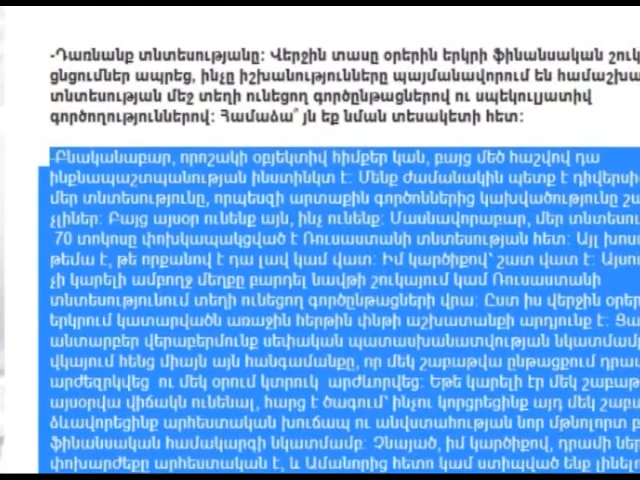 -Դառնանք տնտեսությանը: Վերջին տասը օրերին երկրի ֆինանսական շուկ
ցնցումներ ապրեց, ինչը իշխանությունները պայմանավորում են համաշխա
տնտեսության մեջ տեղի ունեցող գործընթացներով ու սպեկուլյատիվ
գործողություններով: Համաձա՞յն եք նման տեսակետի հետ:
-Բնականաբար, որոշակի օբյեկտիվ հիմքեր կան, բայց մեծ հաշվով դա
ինքնապաշտպանության ինստինկտ է: Մենք ժամանակին պետք է դիվերսի
մեր տնտեսությունը, որպեսզի արտաքին գործոններից կախվածությունը շա
չլիներ: Բայց այսօր ունենք այն, ինչ ունենք: Մասնավորաբար, մեր տնտեսո
70 տոկոսը փոխկապակցված է Ռուսաստանի տնտեսության հետ: Այլ խոս
թեմա է, թե որքանով է դա լավ կամ վատ: Իմ կարծիքով՝ շատ վատ է: Այսու
չի կարելի ամբողջ մեղքը բարդել նավթի շուկայում կամ Ռուսաստանի
տնտեսությունում տեղի ունեցող գործընթացների վրա: Ըստ իս վերջին օրեր
երկրում կատարվածն առաջին հերթին փնթի աշխատանքի արդյունք է: Ցա
անտարբեր վերաբերմունք սեփական պատասխանատվության նկատմամբ
վկայում հենց միայն այն հանգամանքը, որ մեկ շաբաթվա ընթացքում դրամ
արժեզրկվեց ու մեկ օրում կտրուկ արժևորվեց: Եթե կարելի էր մեկ շաբաթ
այսօրվա վիճակն ունենալ, հարց է ծագում՝ ինչու կորցրեցինք այդ մեկ շաբա
ձևավորեցինք արհեստական խուճապ ու անվստահության նոր մթնոլորտ բ
ֆինանսական համակարգի նկատմամբ: Չնայած, իմ կարծիքով, դրամի ներ
փոխարժեքը արհեստական է, և Ամանորից հետո կամ ստիպված ենք լինելո